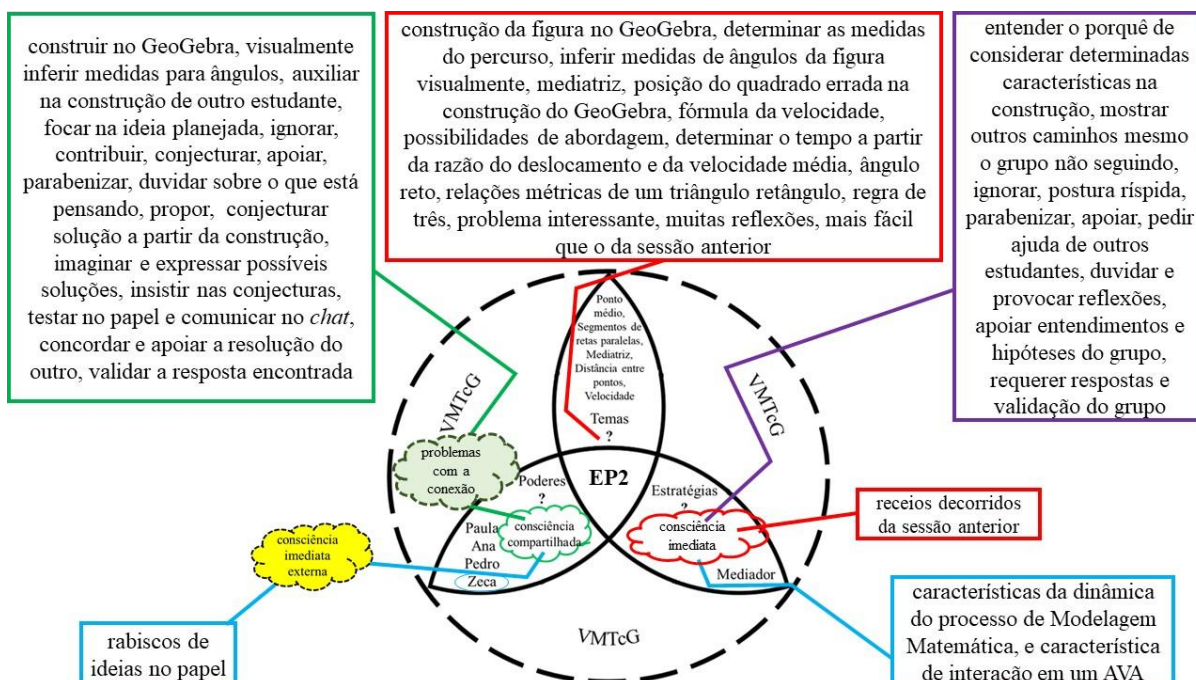 construir no GeoGebra, visualmente
inferir medidas para ângulos, auxiliar
na construção de outro estudante,
focar na ideia planejada, ignorar,
contribuir, conjecturar, apoiar,
parabenizar, duvidar sobre o que está
pensando, propor, conjecturar
solução a partir da construção,
imaginar e expressar possíveis
soluções, insistir nas conjecturas,
testar no papel e comunicar no chat,
concordar e apoiar a resolução do
outro, validar a resposta encontrada
construção da figura no GeoGebra, determinar as medidas
do percurso, inferir medidas de ângulos da figura
visualmente, mediatriz, posição do quadrado errada na
construção do GeoGebra, fórmula da velocidade,
possibilidades de abordagem, determinar o tempo a partir
da razão do deslocamento e da velocidade média, ângulo
reto, relações métricas de um triângulo retângulo, regra de
três, problema interessante, muitas reflexões, mais fácil
que o da sessão anterior
entender o porquê de
considerar determinadas
características na
construção, mostrar
outros caminhos mesmo
o grupo não seguindo,
ignorar, postura ríspida,
parabenizar, apoiar, pedir
ajuda de outros
estudantes, duvidar e
provocar reflexões,
apoiar entendimentos e
hipóteses do grupo,
requerer respostas e
validação do grupo
Ponto
médio,
Segmentos de
retas paralelas,
Mediatriz,
Distância entre
pontos,
Velocidade
Temas
?
VMTcG
VMTcG
problemas
com a
conexão
Poderes
?
EP2
Estratégias
?
consciência
compartilhada
consciência
imediata
receios decorridos
da sessão anterior
consciência
imediata
externa
Paula
Ana
Pedro
Zeca
Mediador
VMTcG
rabiscos de
ideias no papel
características da dinâmica
do processo de Modelagem
Matemática, e característica
de interação em um AVA